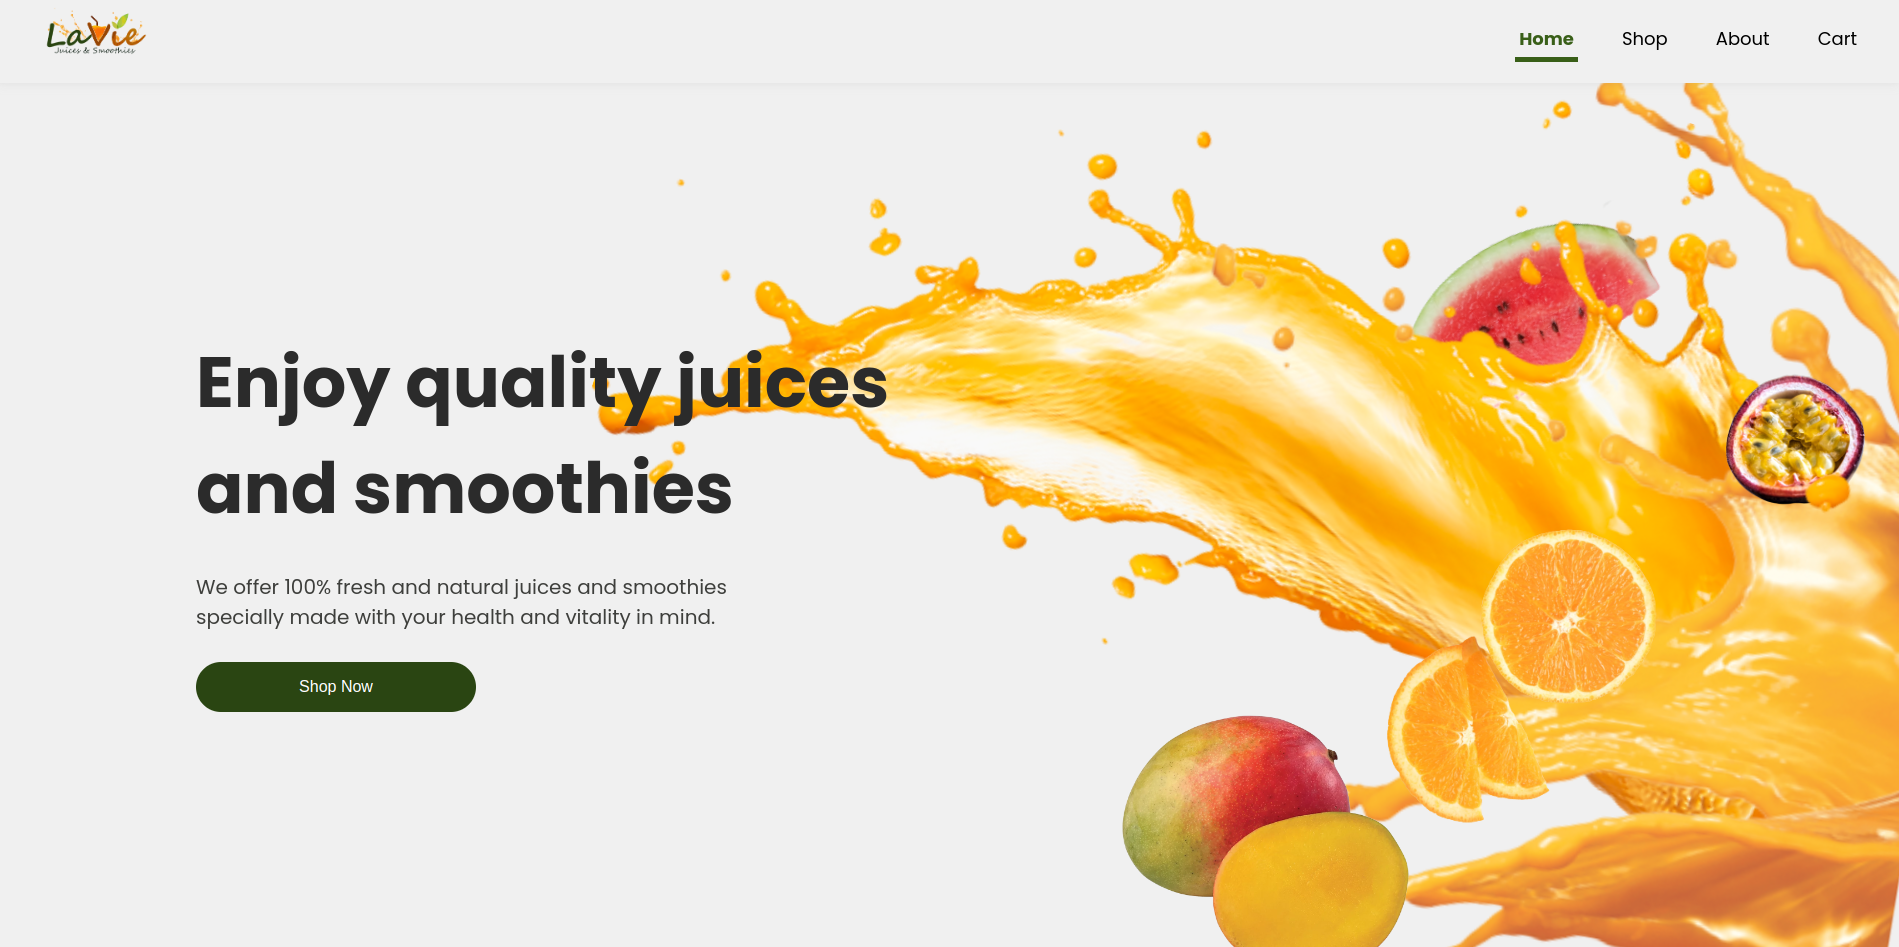 LaVie
Juices & Smoothies
Home
Shop
About
Cart
Enjoy quality juices
and smoothies
We offer 100% fresh and natural juices and smoothies
specially made with your health and vitality in mind.
Shop Now